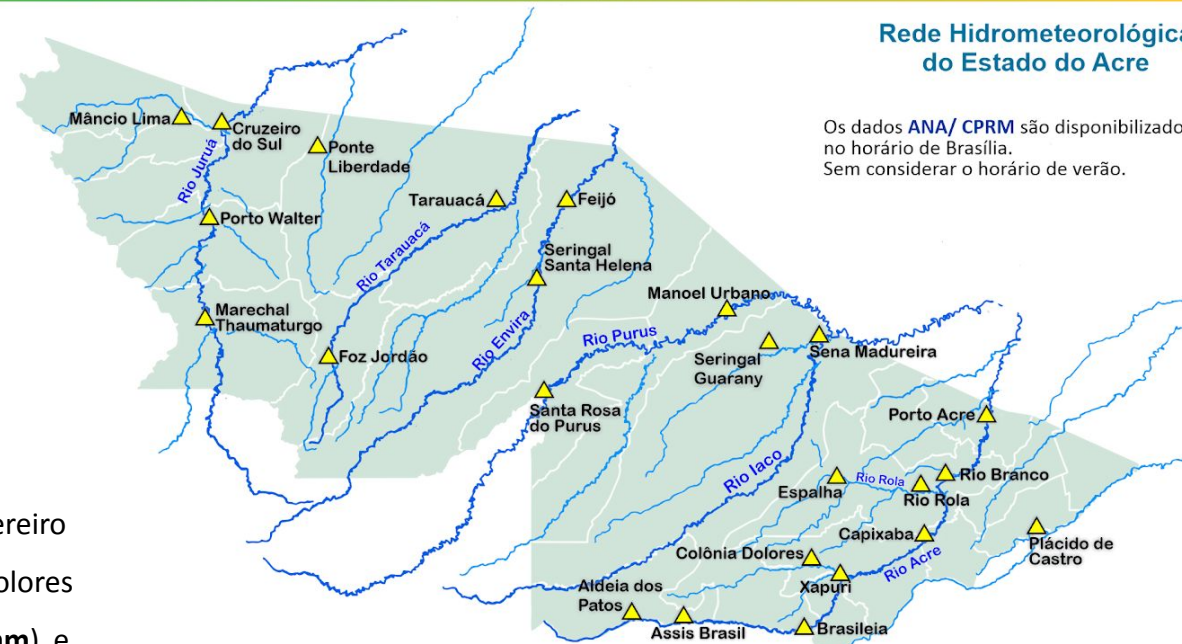 Rede Hidrometeorológica
do Estado do Acre
Os dados ANA/ CPRM são disponibilizado
no horário de Brasília.
Sem considerar o horário de verão.
Mâncio Lima
Cruzeiro
do Sul
Ponte
Liberdade
Rio Juruá
Tarauacá
Feijó
Porto Walter
Rio Tarauacá
Seringal
Santa Helena
Manoel Urbano
Marechal
Thaumaturgo
Foz Jordão
Rio Envira
Rio Purus
Seringal
Guarany
Sena Madureira
Santa Rosa
do Purus
Porto Acre
Rio Iaco
Espalha
Rio Rola
Rio Rola
Rio Branco
Capixaba
Plácido de
Castro
Colônia Dolores
Rio Acre
Xapuri
Aldeia dos
Patos
Assis Brasil
Brasileia
ereiro
olores
m), e